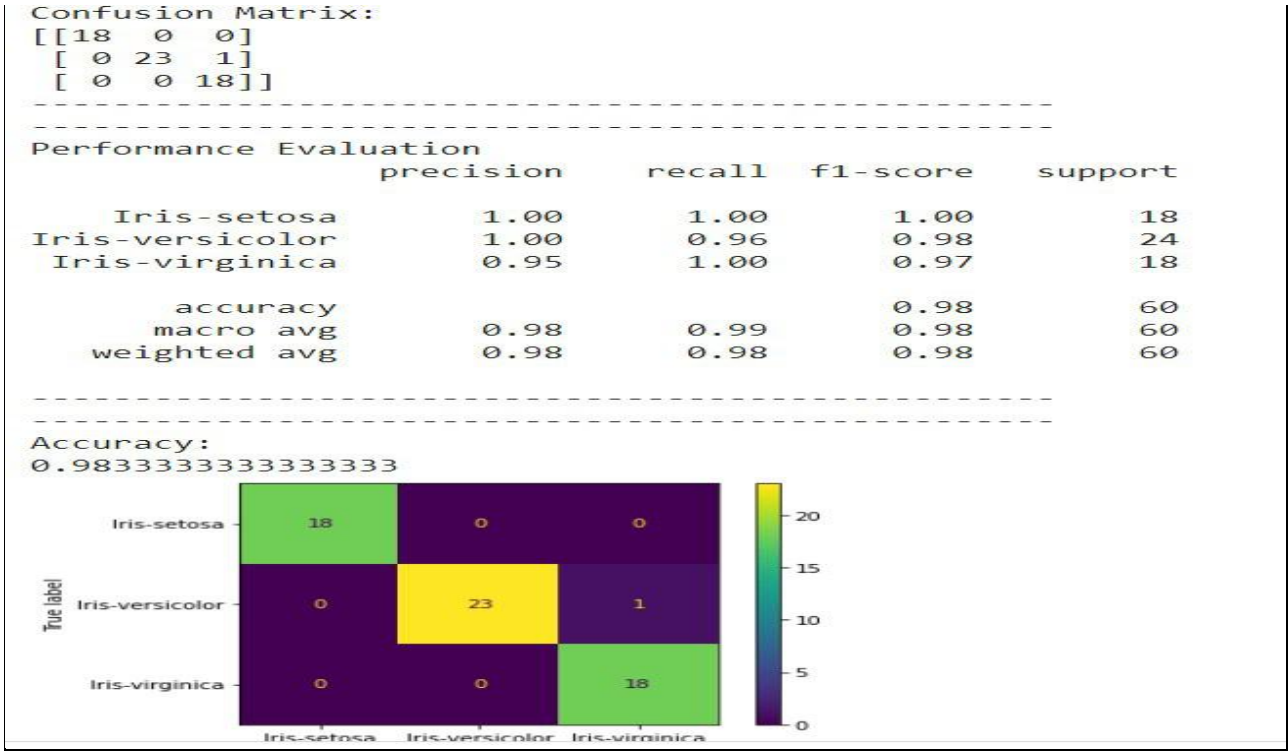 Confusion Matrix:
[[18  0  0]
 [ 0 23  1]
 [ 0  0 18]]
----------------------------------------------------
----------------------------------------------------
Performance Evaluation
precision recall f1-score support
Iris-setosa 1.00 1.00 1.00 18
Iris-versicolor 1.00 0.96 0.98 24
Iris-virginica 0.95 1.00 0.97 18
accuracy 0.98 60
macro avg 0.98 0.99 0.98 60
weighted avg 0.98 0.98 0.98 60
----------------------------------------------------
----------------------------------------------------
Accuracy:
0.9833333333333333
Iris-setosa 18 0 0
Iris-versicolor 0 23 1
Iris-virginica 0 0 18
Iris-setosa Iris-versicolor Iris-virginica
True label
20
15
10
5
0